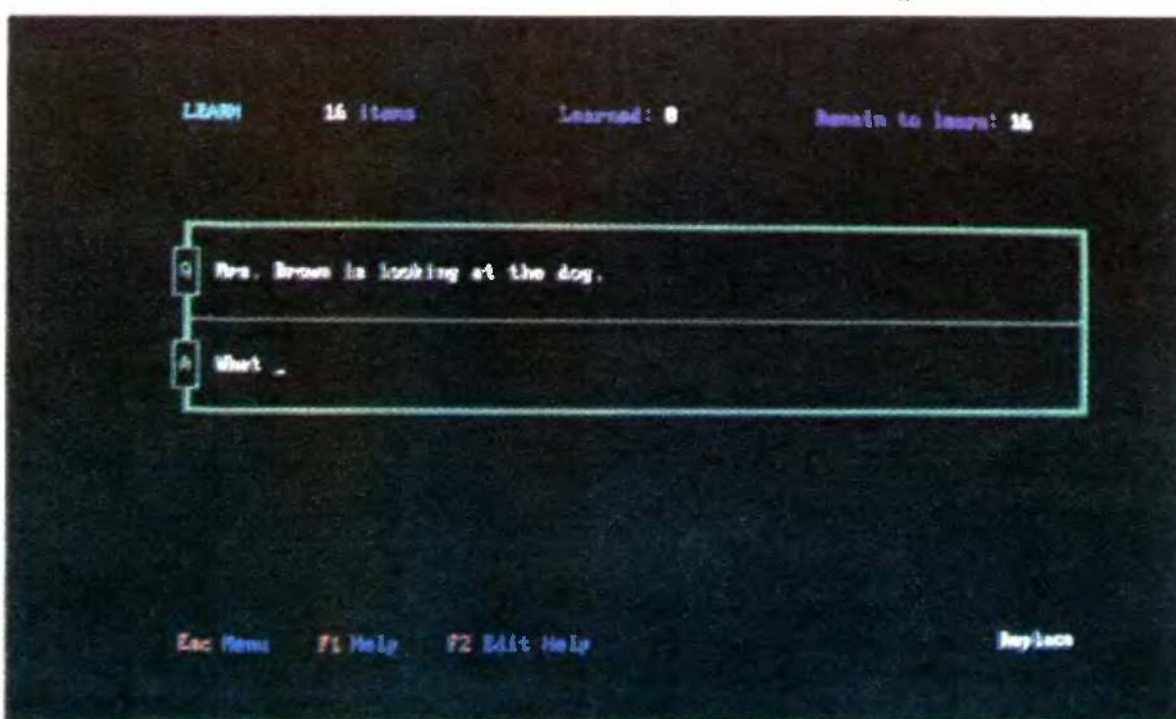 LEARN 16 items Learned: 0 Remain to learn: 16
Q Mrs. Brown is looking at the dog.
A What _
Esc Menu F1 Help F2 Edit Help Replace